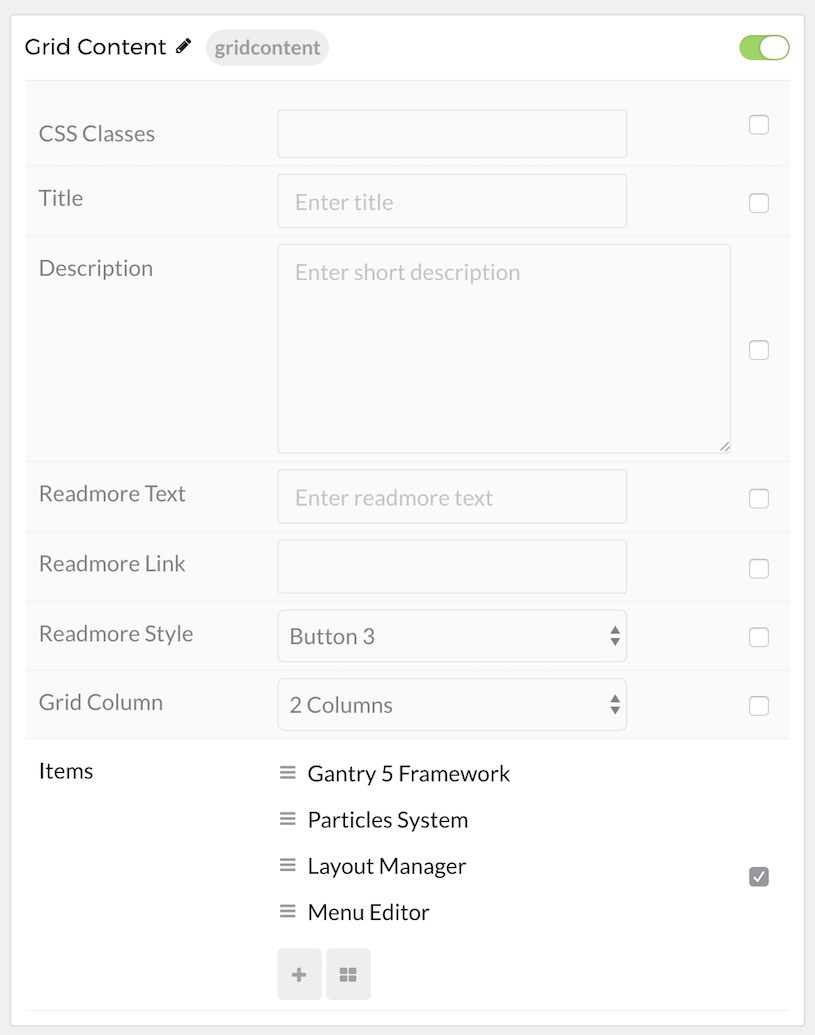 Grid Content gridcontent
CSS Classes
Title Enter title
Description Enter short description
Readmore Text Enter readmore text
Readmore Link
Readmore Style Button 3
Grid Column 2 Columns
Items Gantry 5 Framework
Particles System
Layout Manager
Menu Editor